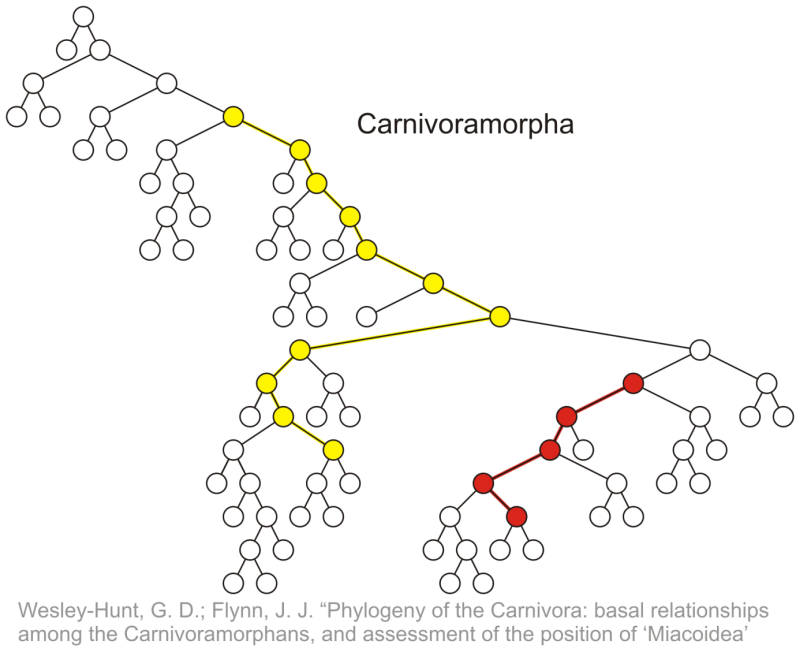 Carnivoramorpha
Wesley-Hunt, G. D.; Flynn, J. J. “Phylogeny of the Carnivora: basal relationships
among the Carnivoramorphans, and assessment of the position of ‘Miacoidea’